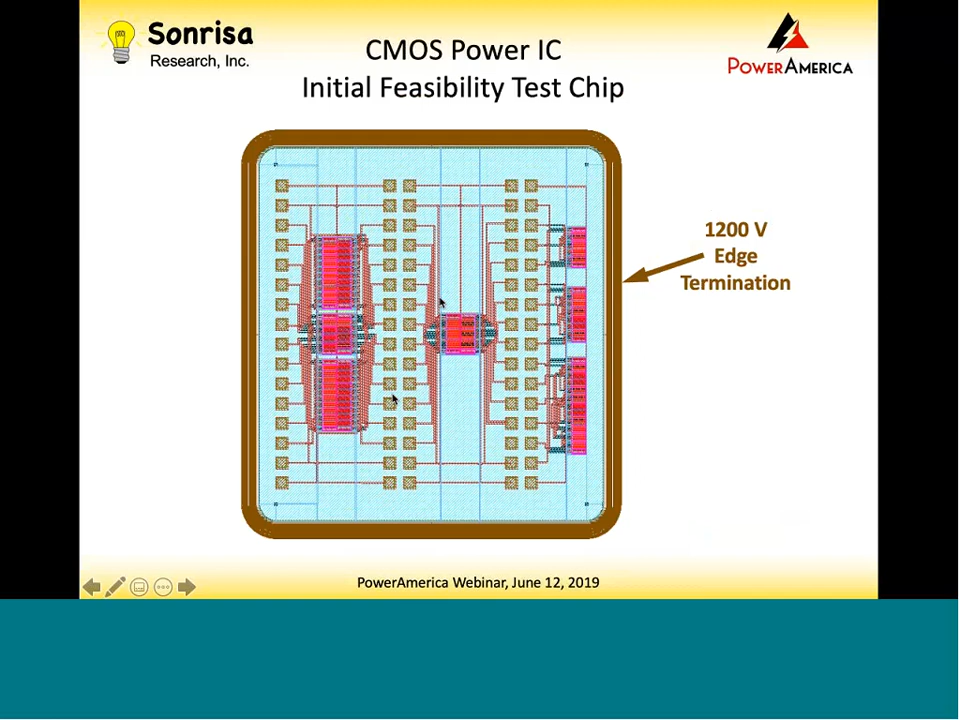 Sonrisa
Research, Inc.
CMOS Power IC
Initial Feasibility Test Chip
POWERAMERICA
1200 V
Edge
Termination
PowerAmerica Webinar, June 12, 2019